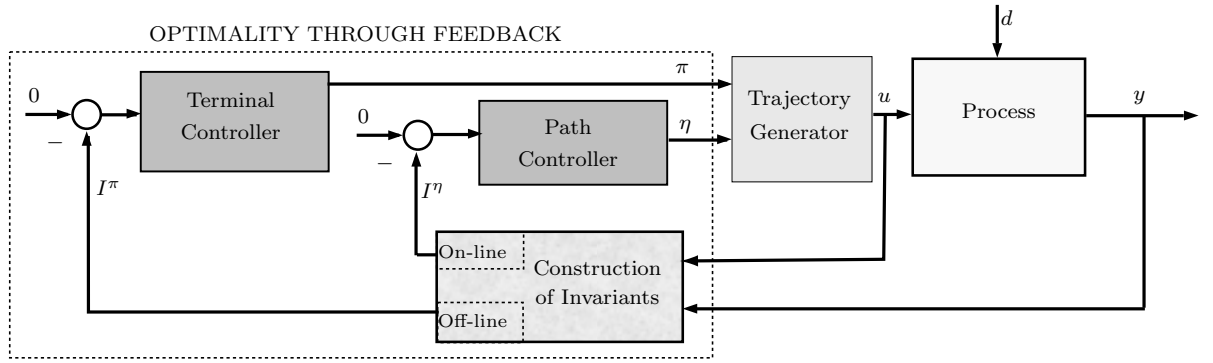 OPTIMALITY THROUGH FEEDBACK
d
0
−
Terminal
Controller
π
0
−
Path
Controller
η
Trajectory
Generator
u
Process
y
I^π
I^η
On-line
Construction
of Invariants
Off-line